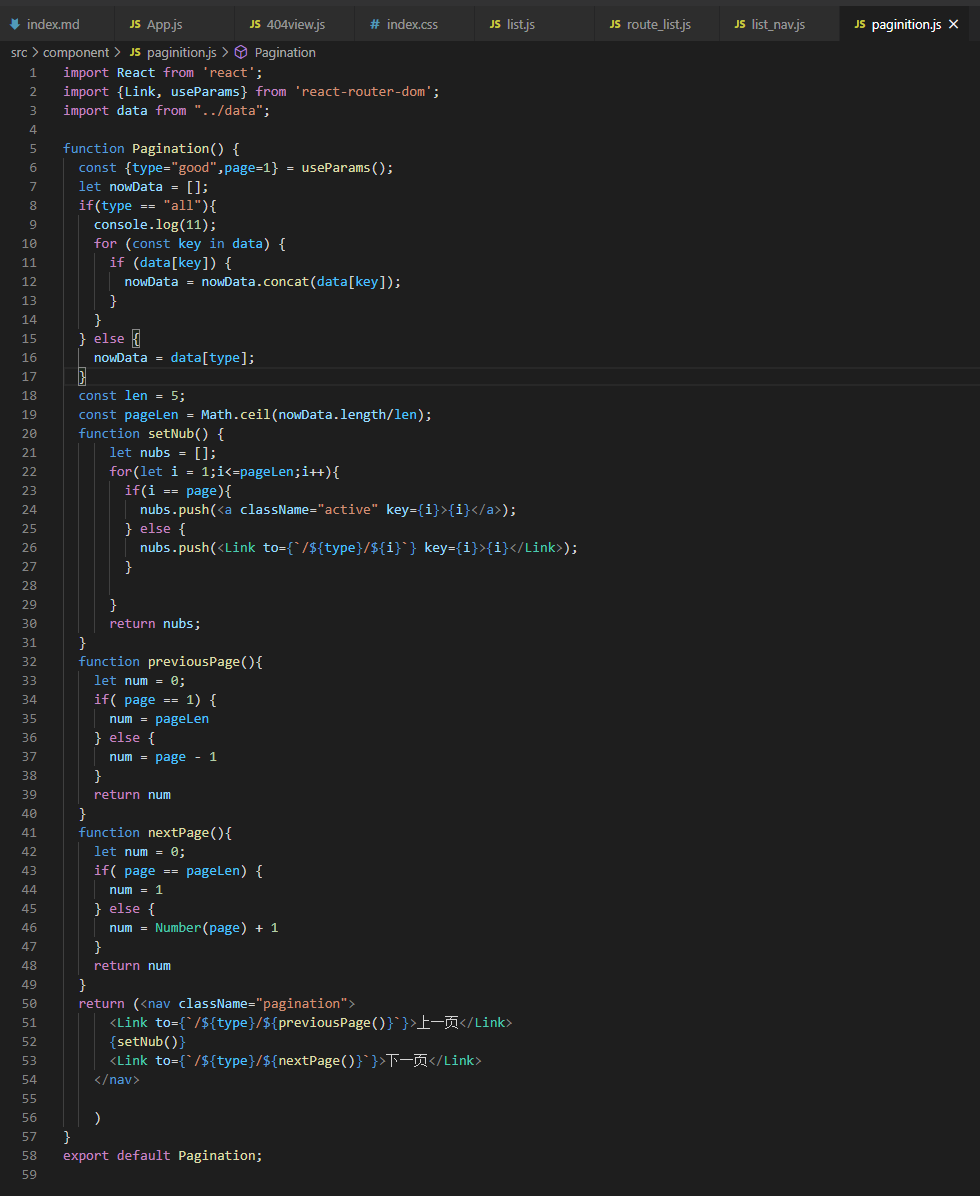 index.md JS App.js JS 404view.js # index.css JS list.js JS route_list.js JS list_nav.js JS paginition.js ×
src > component > JS paginition.js > Pagination
1 import React from 'react';
2 import {Link, useParams} from 'react-router-dom';
3 import data from "../data";
4
5 function Pagination() {
6 const {type="good",page=1} = useParams();
7 let nowData = [];
8 if(type == "all"){
9 console.log(11);
10 for (const key in data) {
11 if (data[key]) {
12 nowData = nowData.concat(data[key]);
13 }
14 }
15 } else {
16 nowData = data[type];
17 }
18 const len = 5;
19 const pageLen = Math.ceil(nowData.length/len);
20 function setNub() {
21 let nubs = [];
22 for(let i = 1;i<=pageLen;i++){
23 if(i == page){
24 nubs.push(<a className="active" key={i}>{i}</a>);
25 } else {
26 nubs.push(<Link to={`/${type}/${i}`} key={i}>{i}</Link>);
27 }
28
29 }
30 return nubs;
31 }
32 function previousPage(){
33 let num = 0;
34 if( page == 1) {
35 num = pageLen
36 } else {
37 num = page - 1
38 }
39 return num
40 }
41 function nextPage(){
42 let num = 0;
43 if( page == pageLen) {
44 num = 1
45 } else {
46 num = Number(page) + 1
47 }
48 return num
49 }
50 return (<nav className="pagination">
51 <Link to={`/${type}/${previousPage()}`}>上一页</Link>
52 {setNub()}
53 <Link to={`/${type}/${nextPage()}`}>下一页</Link>
54 </nav>
55
56 )
57 }
58 export default Pagination;
59